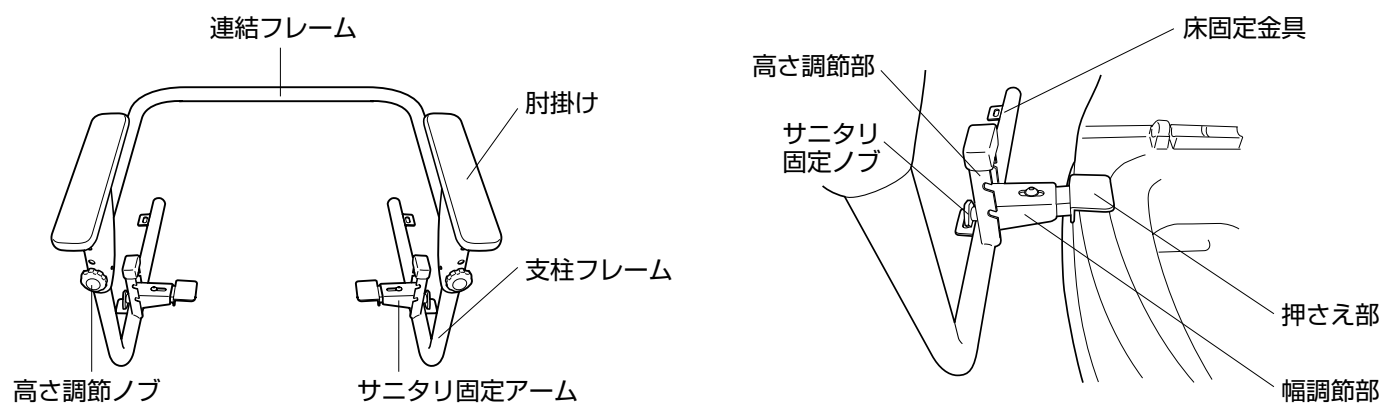 連結フレーム
肘掛け
支柱フレーム
高さ調節ノブ
サニタリ固定アーム
床固定金具
高さ調節部
サニタリ
固定ノブ
押さえ部
幅調節部